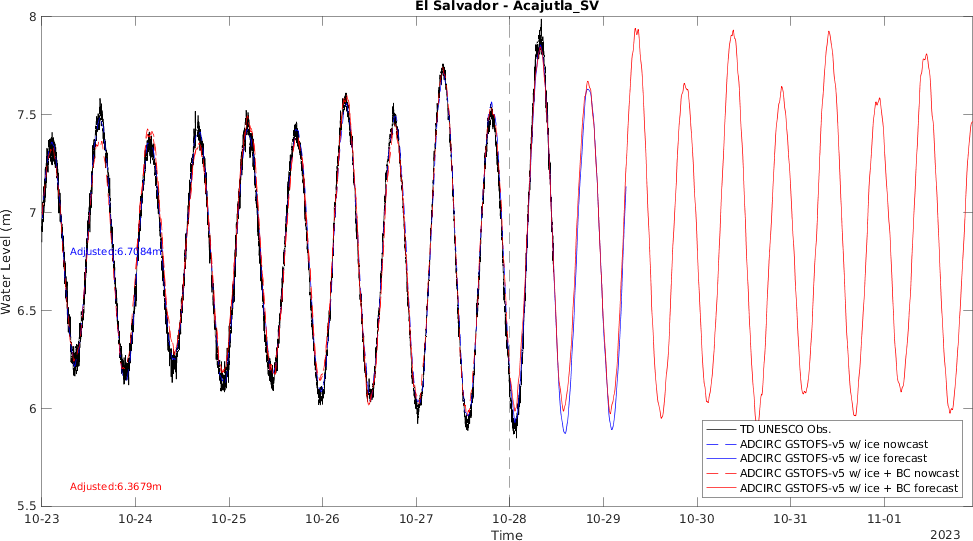 El Salvador - Acajutla_SV
8
7.5
7
6.5
6
5.5
Water Level (m)
Adjusted:6.7084m
Adjusted:6.3679m
TD UNESCO Obs.
ADCIRC GSTOFS-v5 w/ ice nowcast
ADCIRC GSTOFS-v5 w/ ice forecast
ADCIRC GSTOFS-v5 w/ ice + BC nowcast
ADCIRC GSTOFS-v5 w/ ice + BC forecast
10-23 10-24 10-25 10-26 10-27 10-28 10-29 10-30 10-31 11-01
Time
2023